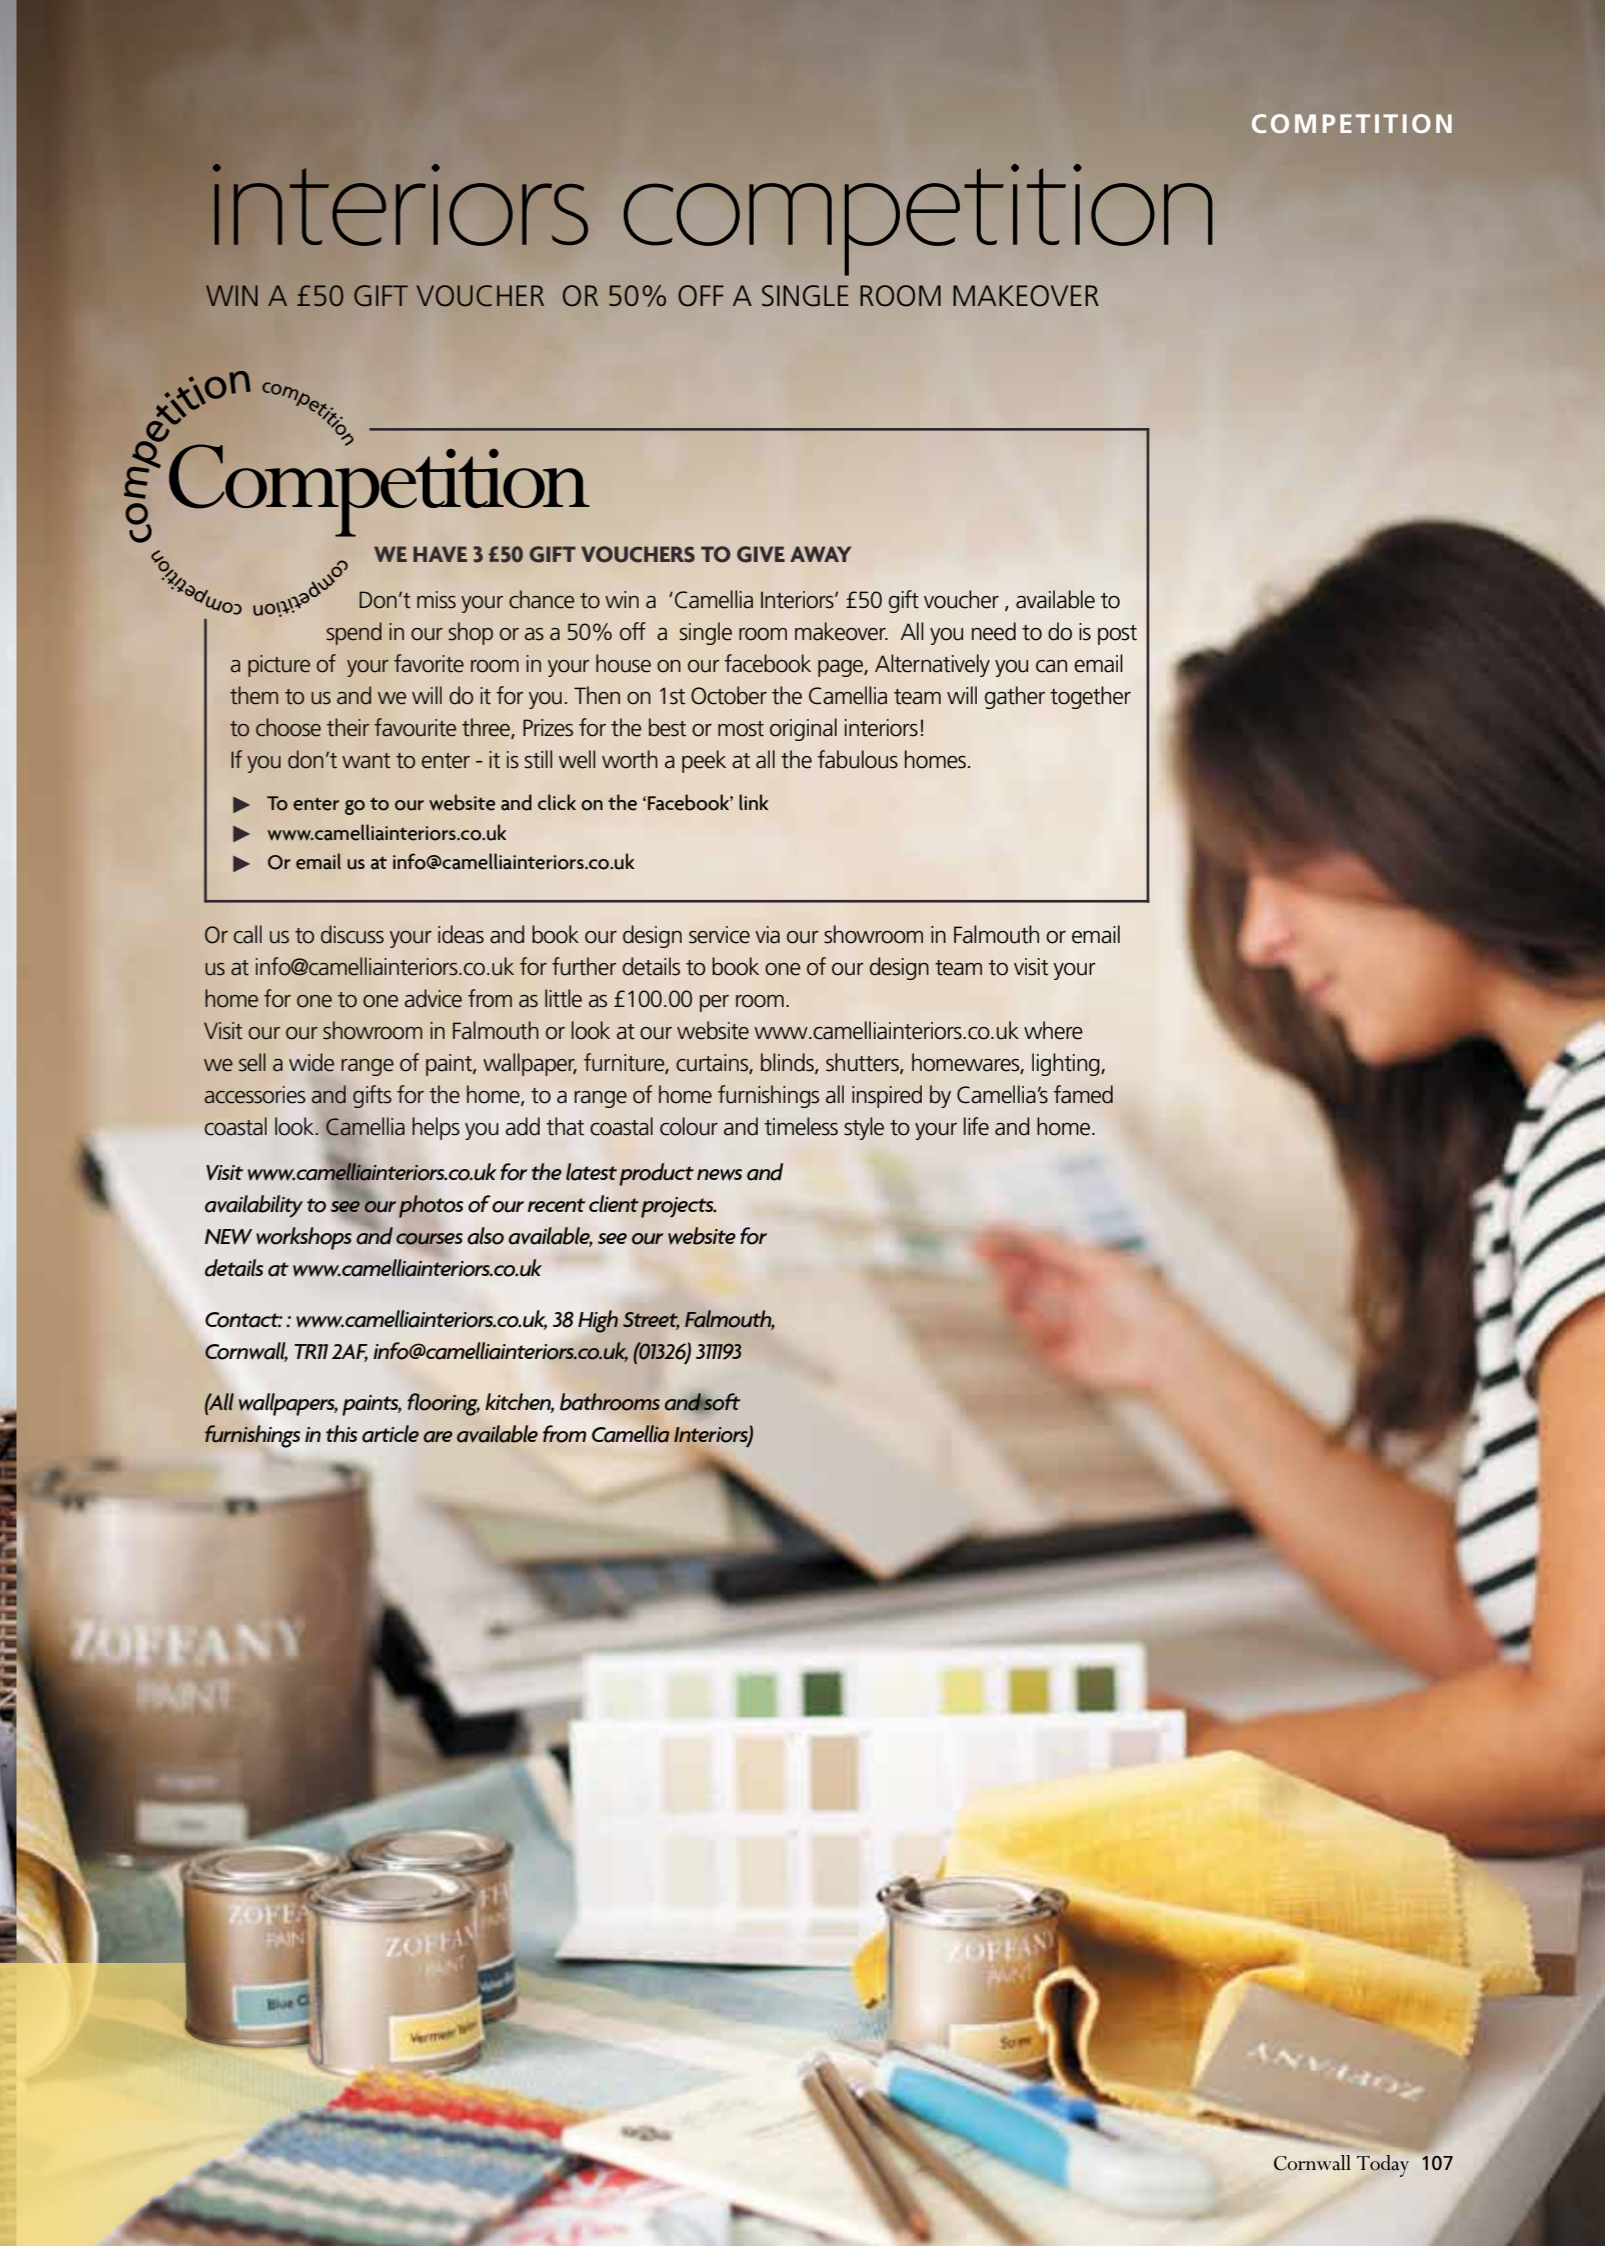 COMPETITION
interiors competition
WIN A £50 GIFT VOUCHER OR 50% OFF A SINGLE ROOM MAKEOVER
competition
competition
competition
competition
Competition
WE HAVE 3 £50 GIFT VOUCHERS TO GIVE AWAY
Don't miss your chance to win a 'Camellia Interiors' £50 gift voucher , available to
spend in our shop or as a 50% off a single room makeover. All you need to do is post
a picture of your favorite room in your house on our facebook page, Alternatively you can email
them to us and we will do it for you. Then on 1st October the Camellia team will gather together
to choose their favourite three, Prizes for the best or most original interiors!
If you don't want to enter - it is still well worth a peek at all the fabulous homes.
▶ To enter go to our website and click on the 'Facebook' link
▶ www.camelliainteriors.co.uk
▶ Or email us at info@camelliainteriors.co.uk
Or call us to discuss your ideas and book our design service via our showroom in Falmouth or email
us at info@camelliainteriors.co.uk for further details to book one of our design team to visit your
home for one to one advice from as little as £100.00 per room.
Visit our our showroom in Falmouth or look at our website www.camelliainteriors.co.uk where
we sell a wide range of paint, wallpaper, furniture, curtains, blinds, shutters, homewares, lighting,
accessories and gifts for the home, to a range of home furnishings all inspired by Camellia's famed
coastal look. Camellia helps you add that coastal colour and timeless style to your life and home.
Visit www.camelliainteriors.co.uk for the latest product news and
availability to see our photos of our recent client projects.
NEW workshops and courses also available, see our website for
details at www.camelliainteriors.co.uk
Contact: : www.camelliainteriors.co.uk, 38 High Street, Falmouth,
Cornwall, TR11 2AF, info@camelliainteriors.co.uk, (01326) 311193
(All wallpapers, paints, flooring, kitchen, bathrooms and soft
furnishings in this article are available from Camellia Interiors)
ZOFFANY
PAINT
ZOFFA
PAIN
Blue
ZOFFAN
PAINT
Vermeer
ZOFFANY
PAINT
ZOFFANY
Cornwall Today 107